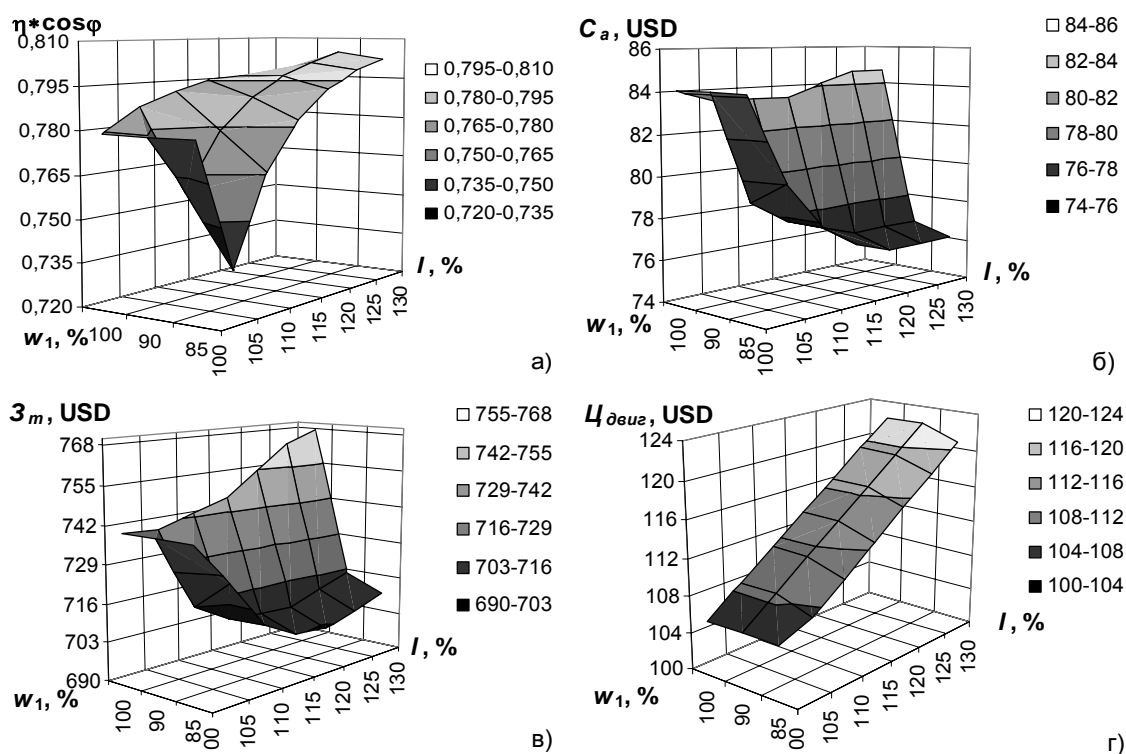 η*cosφ
0,810
0,795
0,780
0,765
0,750
0,735
0,720
w1, % 100 90 85
100 105 110 115 120 125 130
l, %
0,795-0,810
0,780-0,795
0,765-0,780
0,750-0,765
0,735-0,750
0,720-0,735
а)
Cа, USD
86
84
82
80
78
76
74
w1, %
100 90 85
100 105 110 115 120 125 130
l, %
84-86
82-84
80-82
78-80
76-78
74-76
б)
Зт, USD
768
755
742
729
716
703
690
w1, %
100 90 85
00 105 110 115 120 125 130
l, %
755-768
742-755
729-742
716-729
703-716
690-703
в)
Цдвиг, USD
124
120
116
112
108
104
100
w1, %
100 90 85
00 105 110 115 120 125 130
l, %
120-124
116-120
112-116
108-112
104-108
100-104
г)